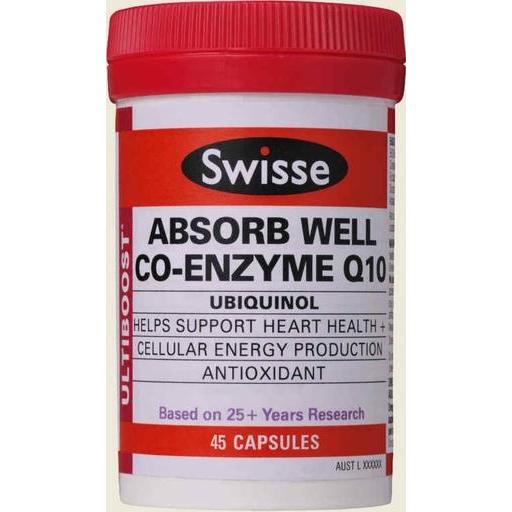 Swisse
ULTIBOOST
ABSORB WELL
CO-ENZYME Q10
UBIQUINOL
HELPS SUPPORT HEART HEALTH +
CELLULAR ENERGY PRODUCTION
ANTIOXIDANT
Based on 25+ Years Research
45 CAPSULES
AUST L XXXXXX